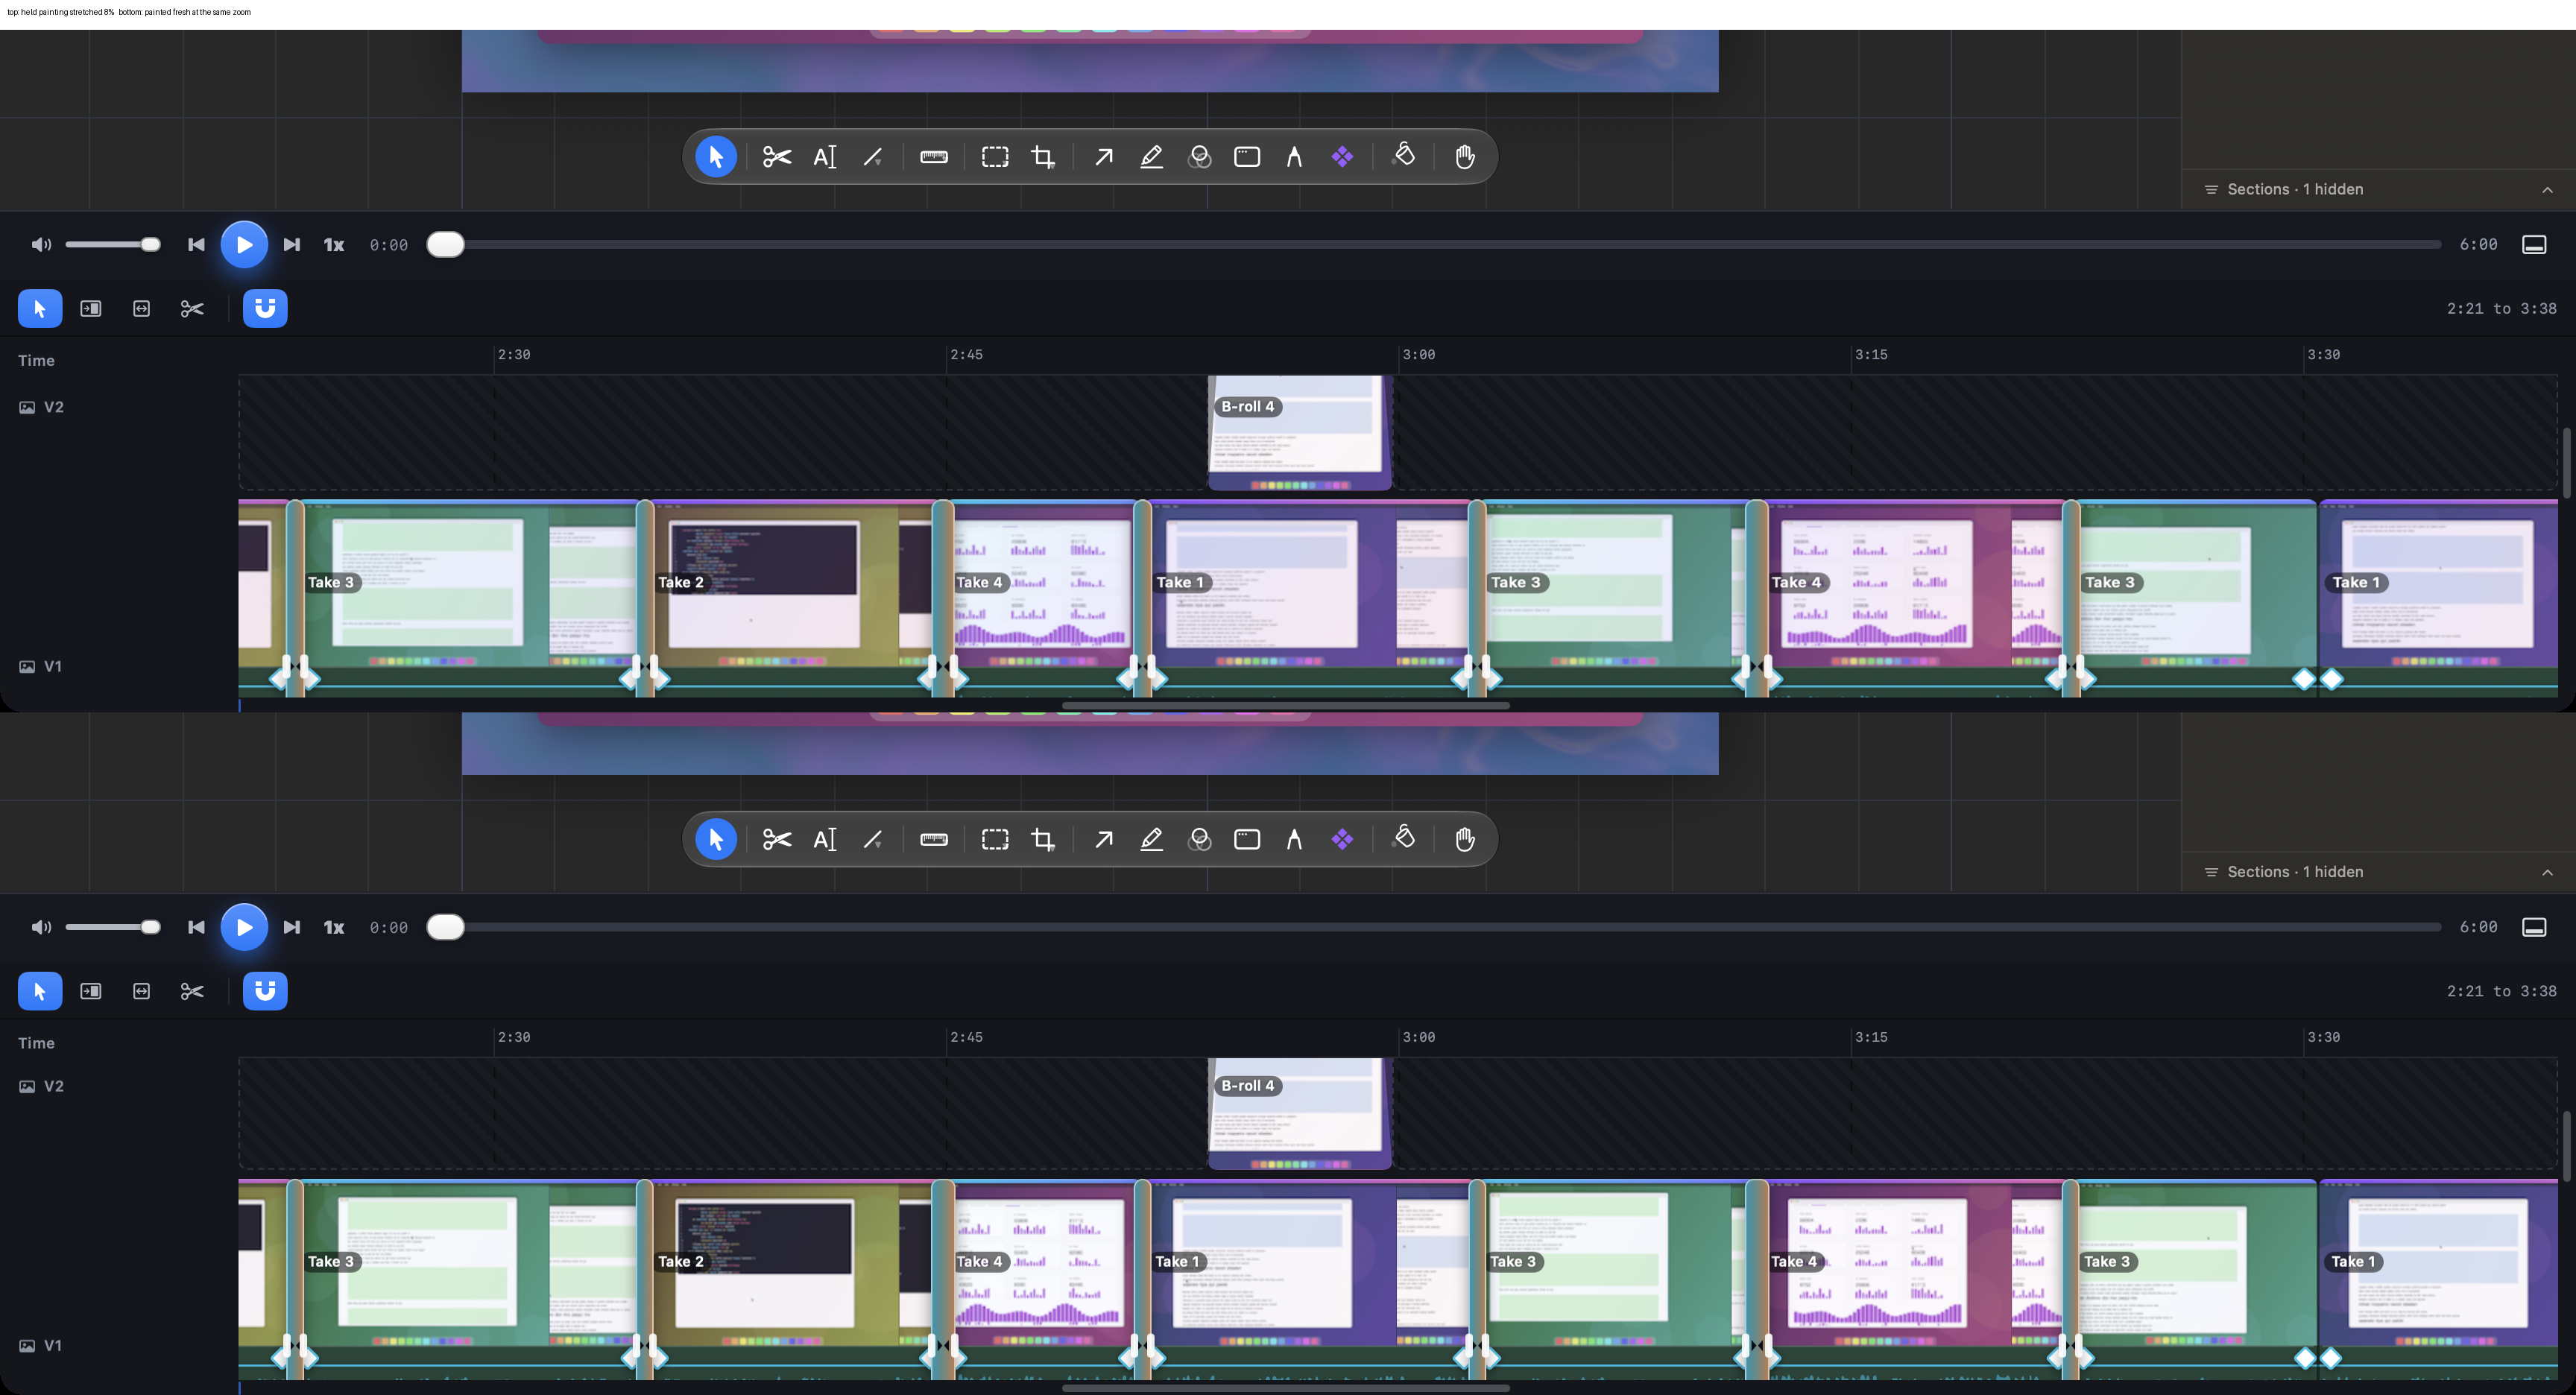 top: held painting stretched 8% bottom: painted fresh at the same zoom
Sections · 1 hidden
1x 0:00 6:00
2:21 to 3:38
Time 2:30 2:45 3:00 3:15 3:30
V2 B-roll 4
Take 3 Take 2 Take 4 Take 1 Take 3 Take 4 Take 3 Take 1
V1
Sections · 1 hidden
1x 0:00 6:00
2:21 to 3:38
Time 2:30 2:45 3:00 3:15 3:30
V2 B-roll 4
Take 3 Take 2 Take 4 Take 1 Take 3 Take 4 Take 3 Take 1
V1